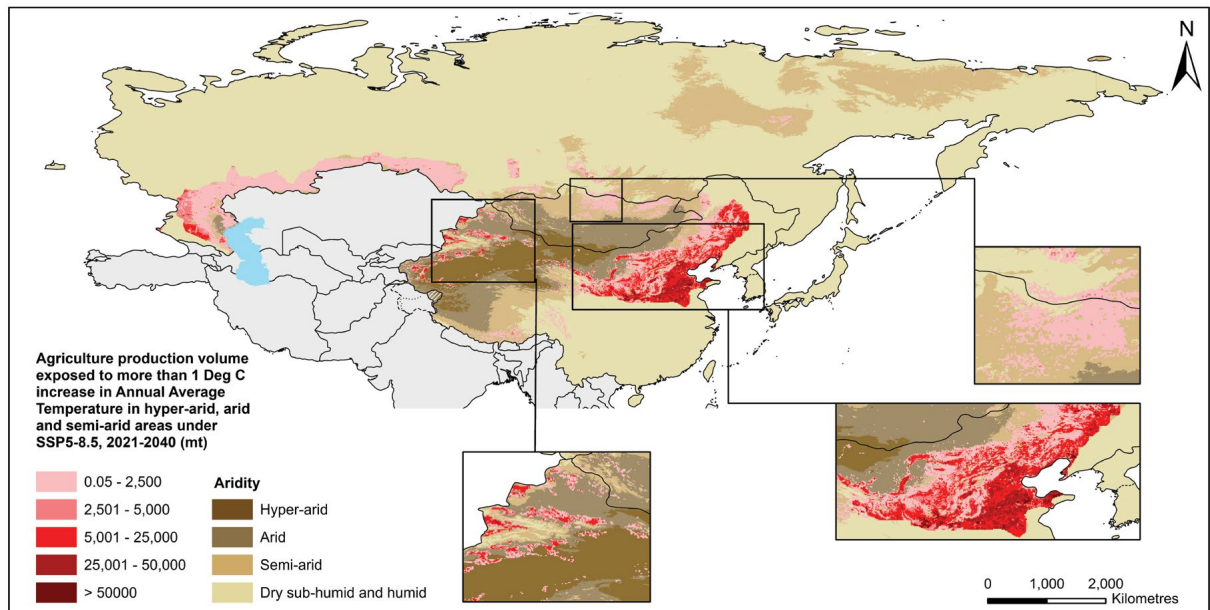 N
Agriculture production volume
exposed to more than 1 Deg C
increase in Annual Average
Temperature in hyper-arid, arid
and semi-arid areas under
SSP5-8.5, 2021-2040 (mt)
0.05 - 2,500
2,501 - 5,000
5,001 - 25,000
25,001 - 50,000
> 50000
Aridity
Hyper-arid
Arid
Semi-arid
Dry sub-humid and humid
0 1,000 2,000
Kilometres